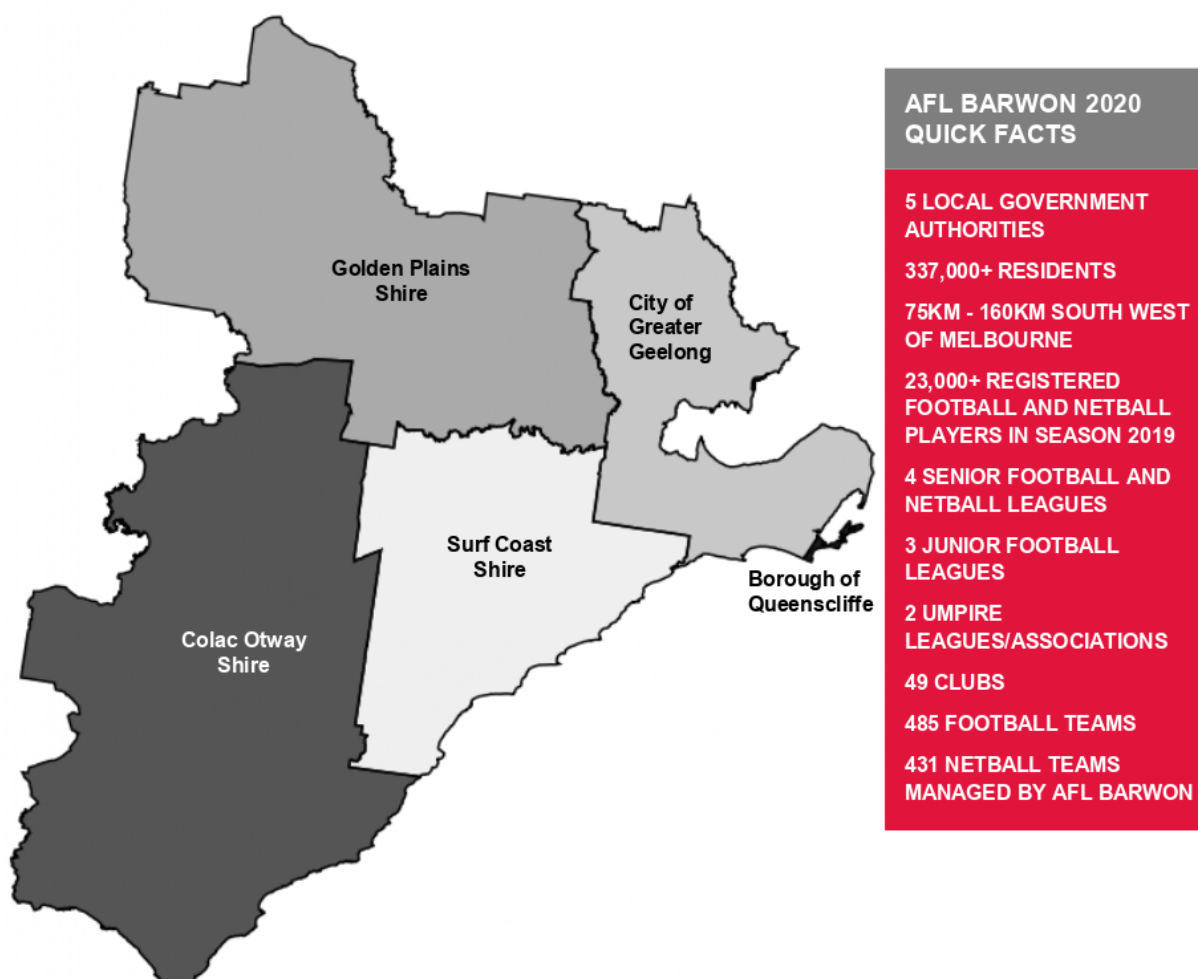 Golden Plains
Shire
City of
Greater
Geelong
Surf Coast
Shire
Borough of
Queenscliffe
Colac Otway
Shire
AFL BARWON 2020
QUICK FACTS
5 LOCAL GOVERNMENT
AUTHORITIES
337,000+ RESIDENTS
75KM - 160KM SOUTH WEST
OF MELBOURNE
23,000+ REGISTERED
FOOTBALL AND NETBALL
PLAYERS IN SEASON 2019
4 SENIOR FOOTBALL AND
NETBALL LEAGUES
3 JUNIOR FOOTBALL
LEAGUES
2 UMPIRE
LEAGUES/ASSOCIATIONS
49 CLUBS
485 FOOTBALL TEAMS
431 NETBALL TEAMS
MANAGED BY AFL BARWON